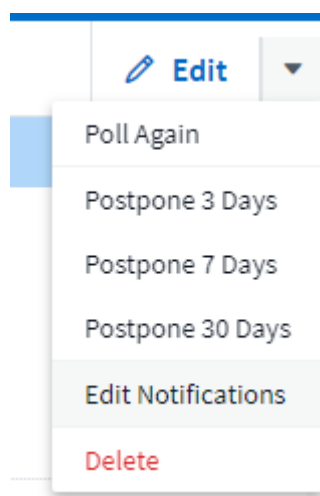 Edit
Poll Again
Postpone 3 Days
Postpone 7 Days
Postpone 30 Days
Edit Notifications
Delete